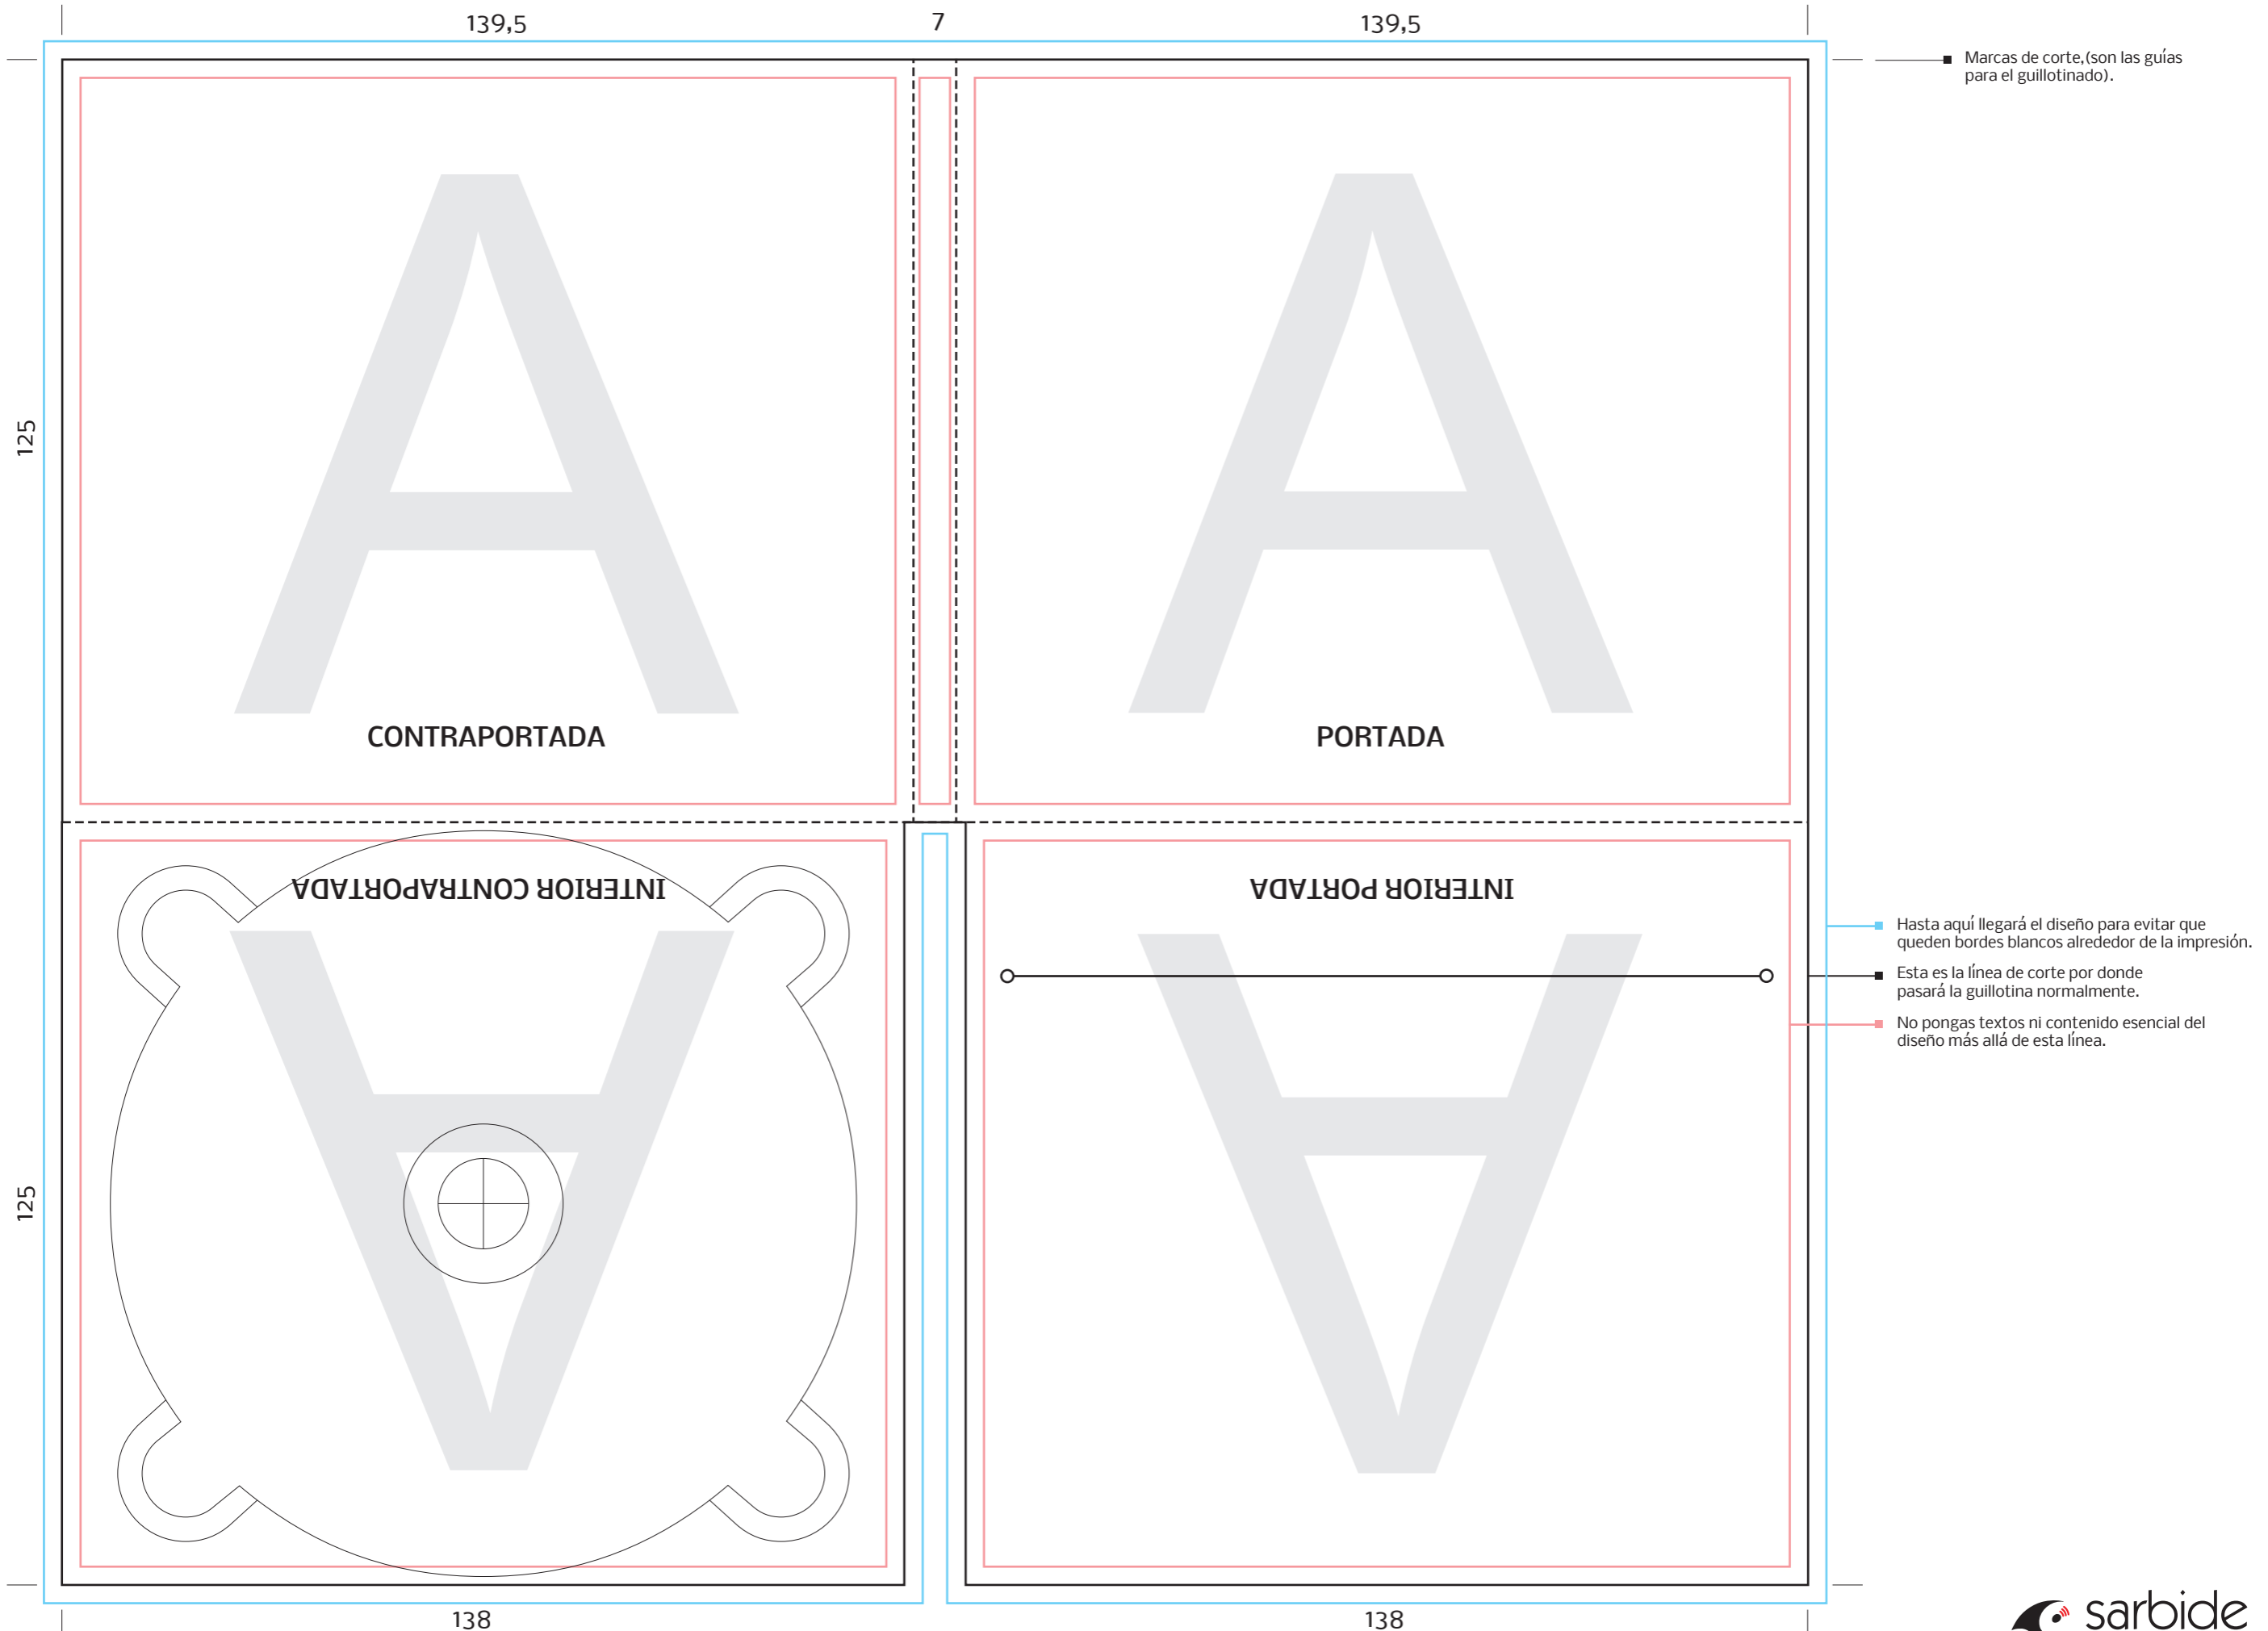 139,5
7
139,5
Marcas de corte,(son las guías
para el guillotinado).
125
A
A
CONTRAPORTADA
PORTADA
INTERIOR CONTRAPORTADA
INTERIOR PORTADA
A
A
Hasta aquí llegará el diseño para evitar que
queden bordes blancos alrededor de la impresión.
Esta es la línea de corte por donde
pasará la guillotina normalmente.
No pongas textos ni contenido esencial del
diseño más allá de esta línea.
125
138
138
sarbide